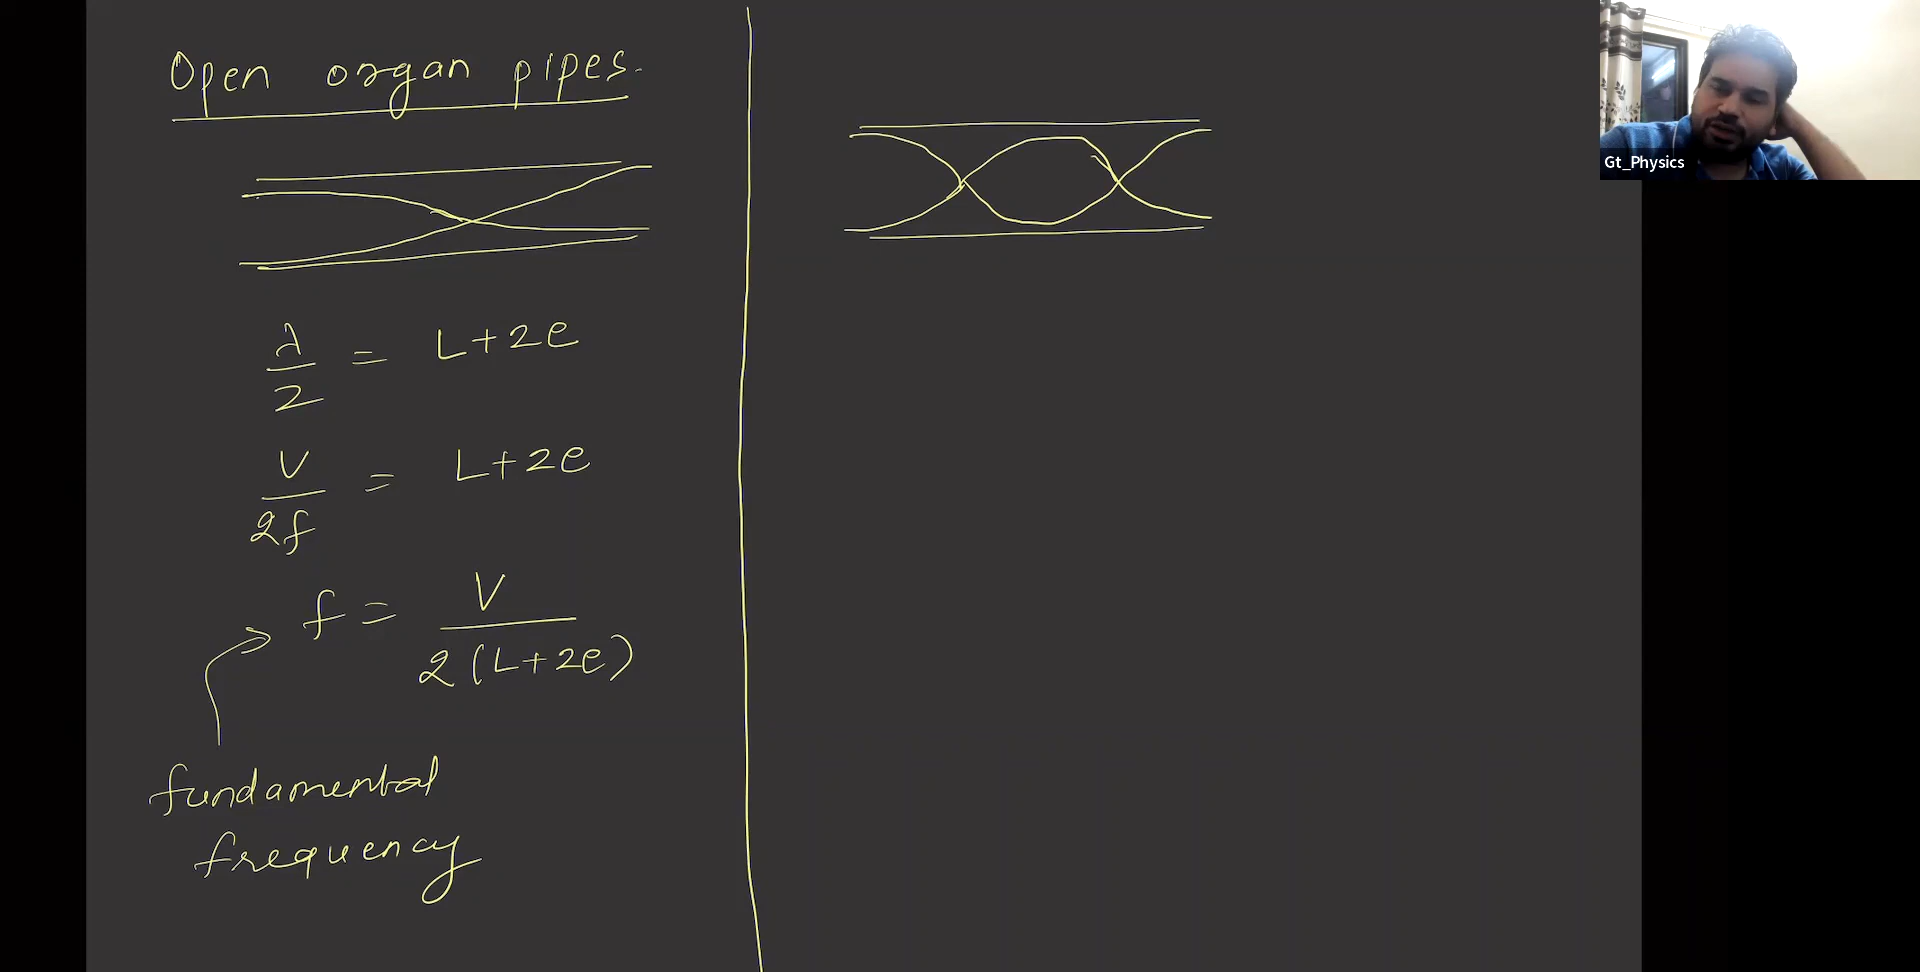 Open organ pipes.
λ/2 = L+2e
V/2f = L+2e
f = V/2(L+2e)
fundamental
frequency
Gt_Physics